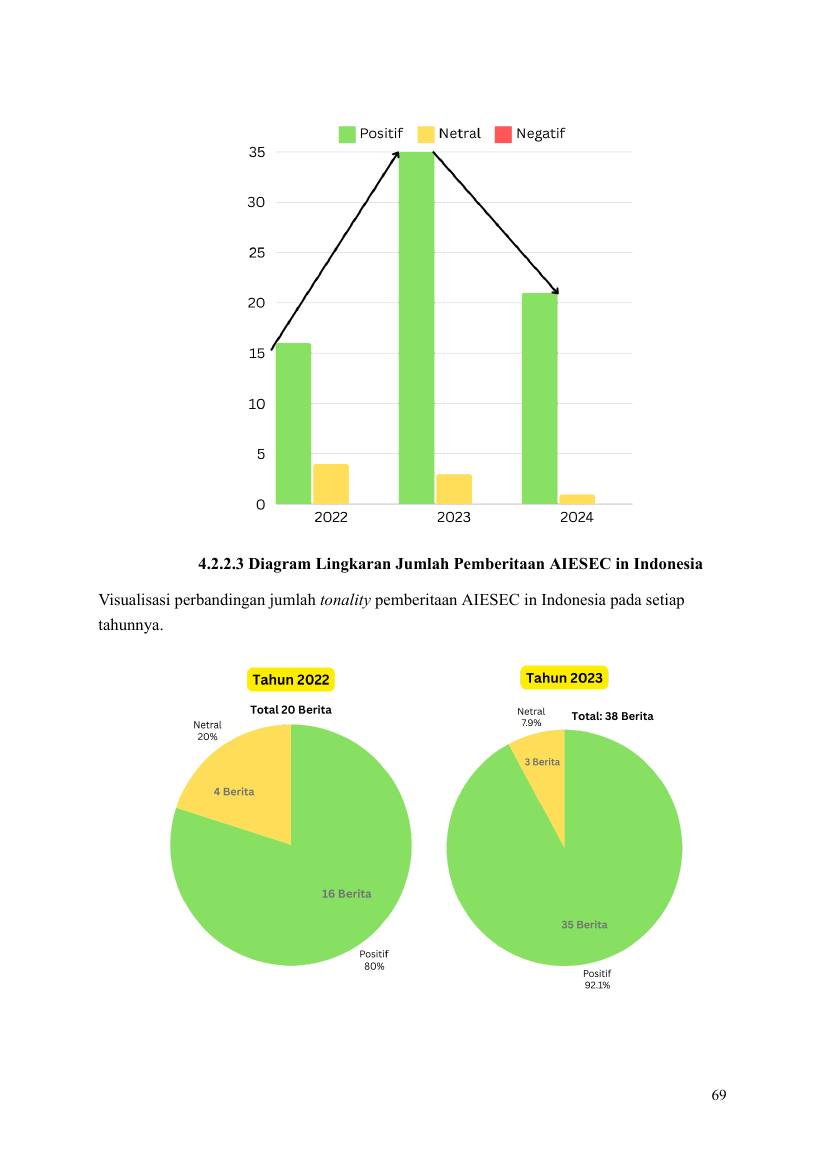 Positif Netral Negatif
35
30
25
20
15
10
5
0
2022 2023 2024
4.2.2.3 Diagram Lingkaran Jumlah Pemberitaan AIESEC in Indonesia
Visualisasi perbandingan jumlah tonality pemberitaan AIESEC in Indonesia pada setiap
tahunnya.
Tahun 2022
Total 20 Berita
Netral
20%
4 Berita
16 Berita
Positif
80%
Tahun 2023
Netral
7.9%
Total: 38 Berita
3 Berita
35 Berita
Positif
92.1%
69